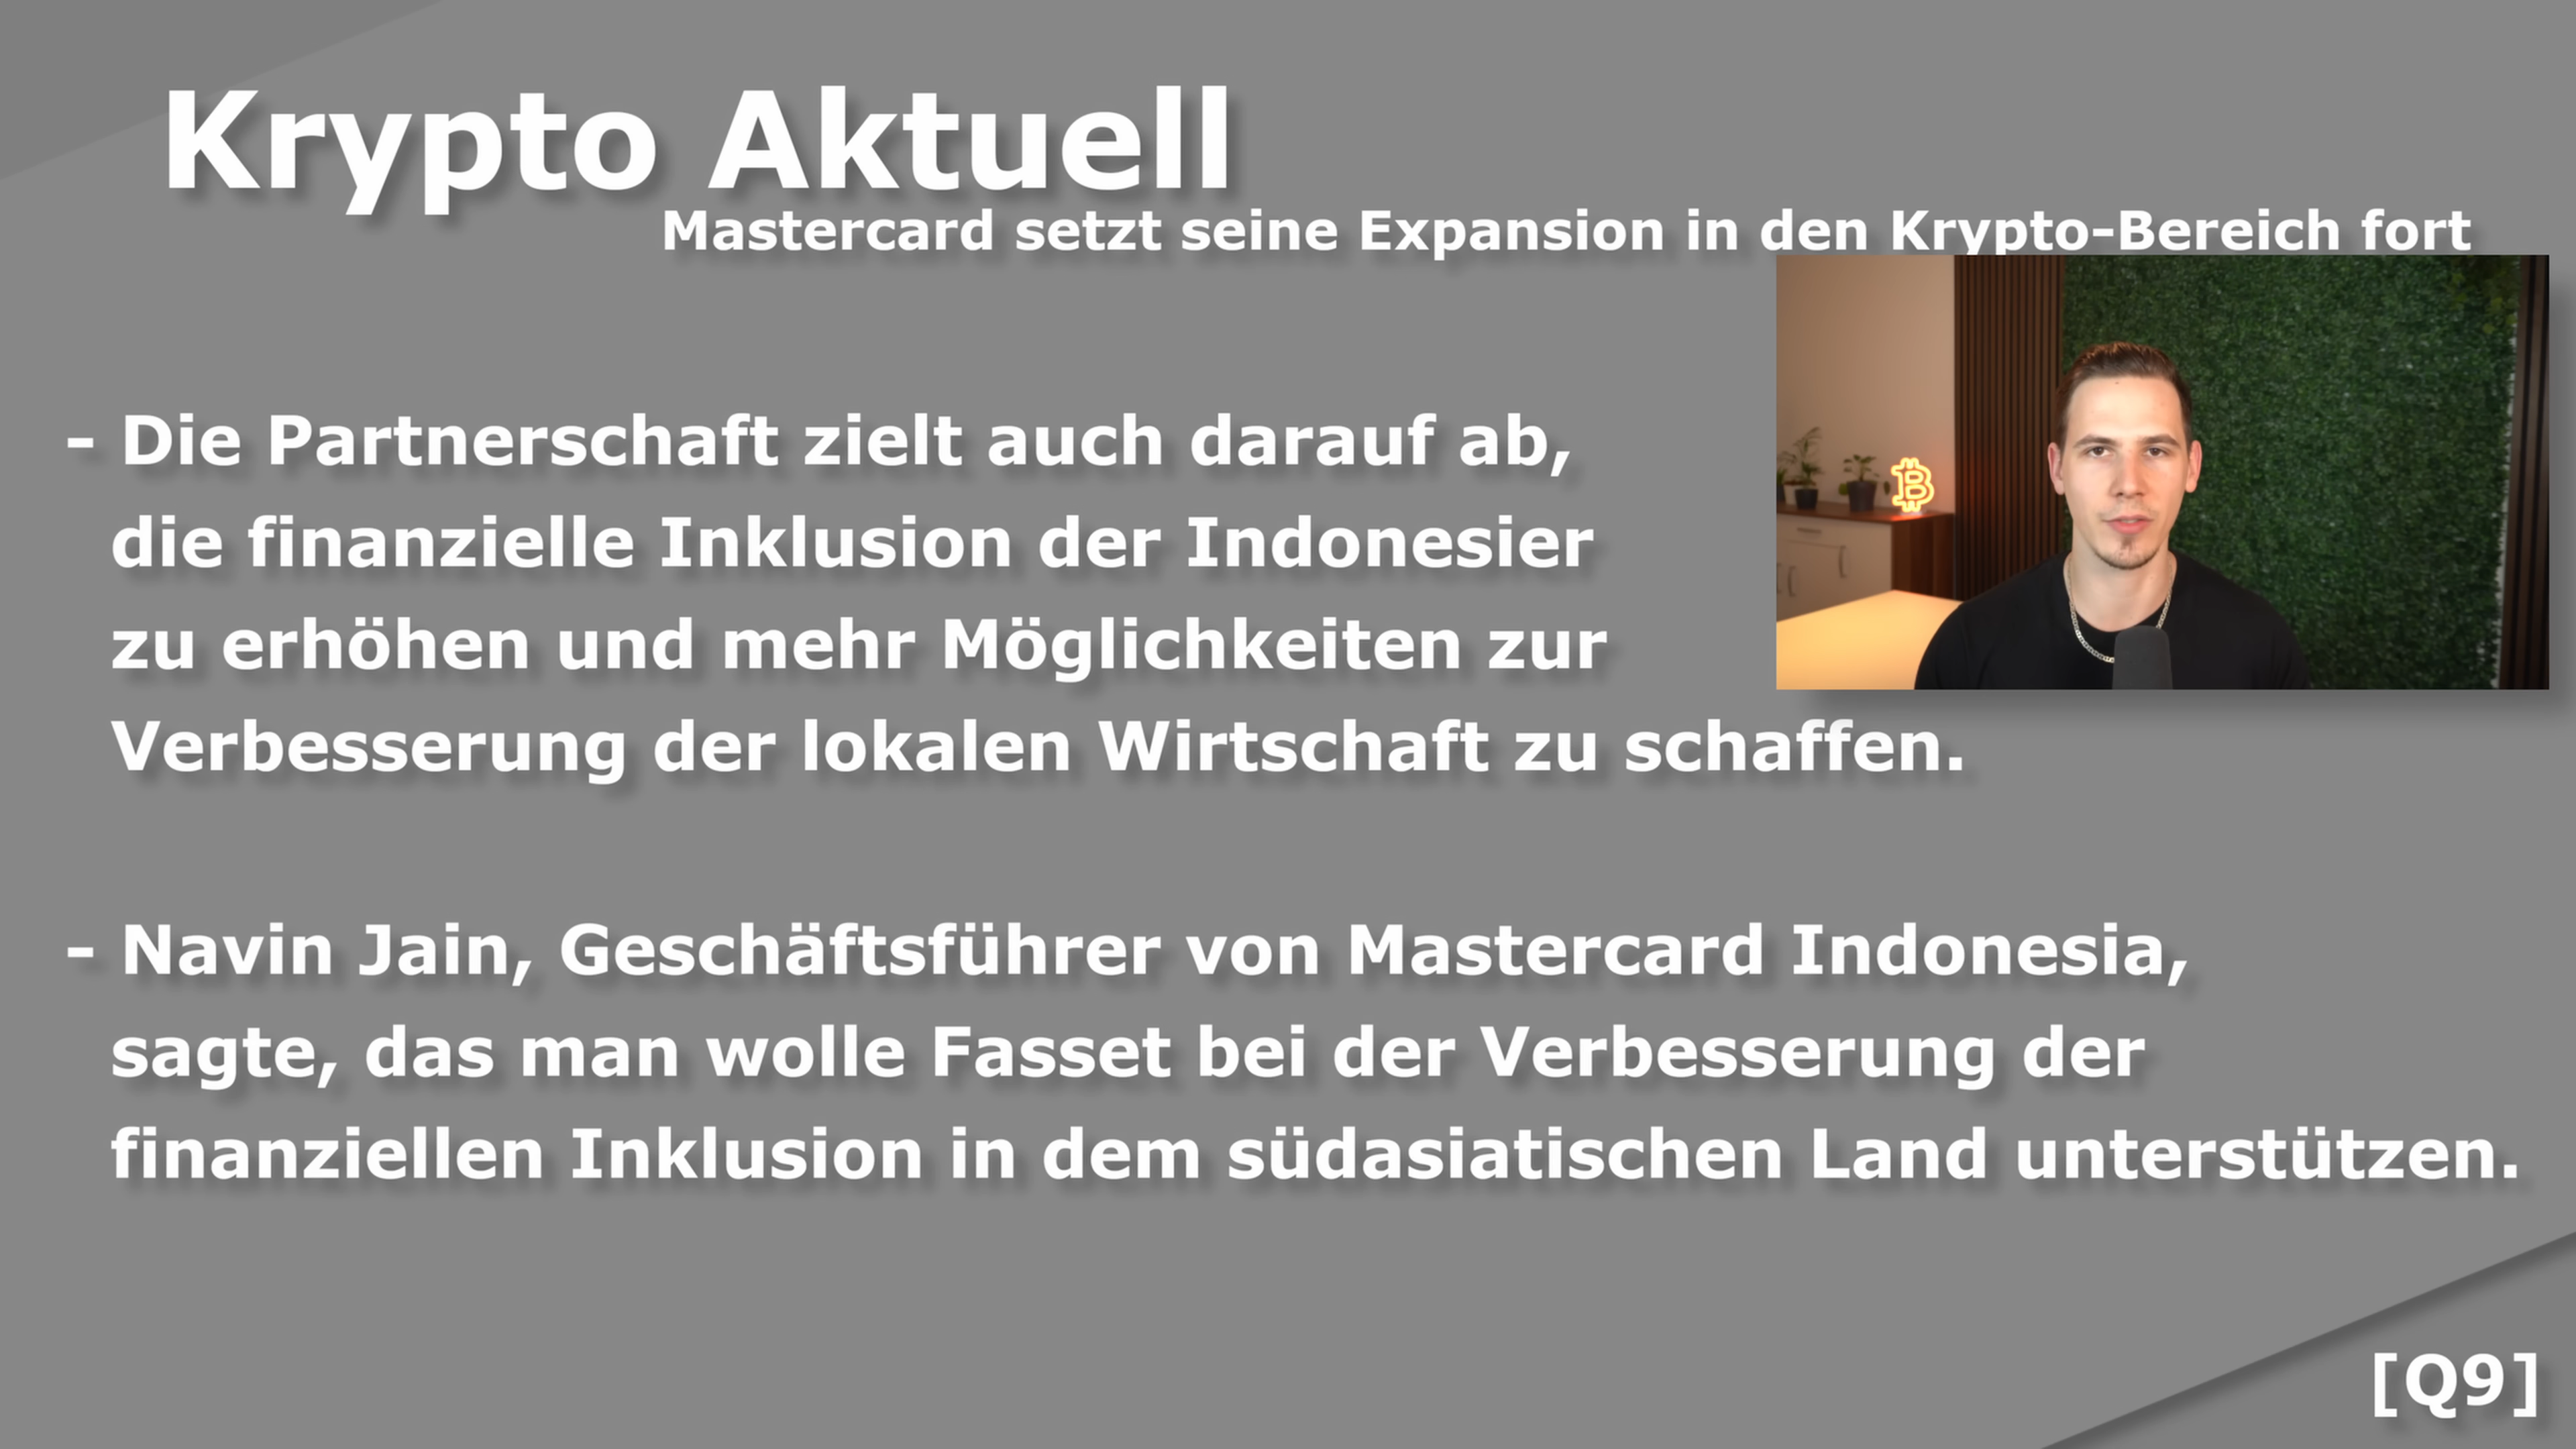 Krypto Aktuell
Mastercard setzt seine Expansion in den Krypto-Bereich fort
- Die Partnerschaft zielt auch darauf ab,
die finanzielle Inklusion der Indonesier
zu erhöhen und mehr Möglichkeiten zur
Verbesserung der lokalen Wirtschaft zu schaffen.
- Navin Jain, Geschäftsführer von Mastercard Indonesia,
sagte, das man wolle Fasset bei der Verbesserung der
finanziellen Inklusion in dem südasiatischen Land unterstützen.
[Q9]